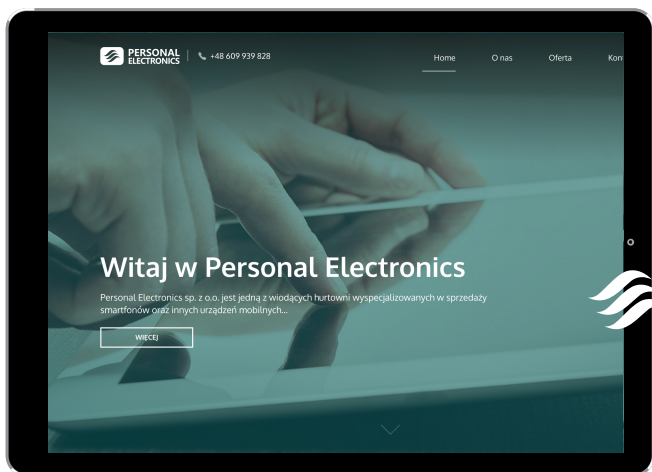 PERSONAL
ELECTRONICS
+48 609 939 828
Home
O nas
Oferta
Witaj w Personal Electronics
Personal Electronics sp. z o.o. jest jedną z wiodących hurtowni wyspecjalizowanych w sprzedaży
smartfonów oraz innych urządzeń mobilnych...
WIĘCEJ